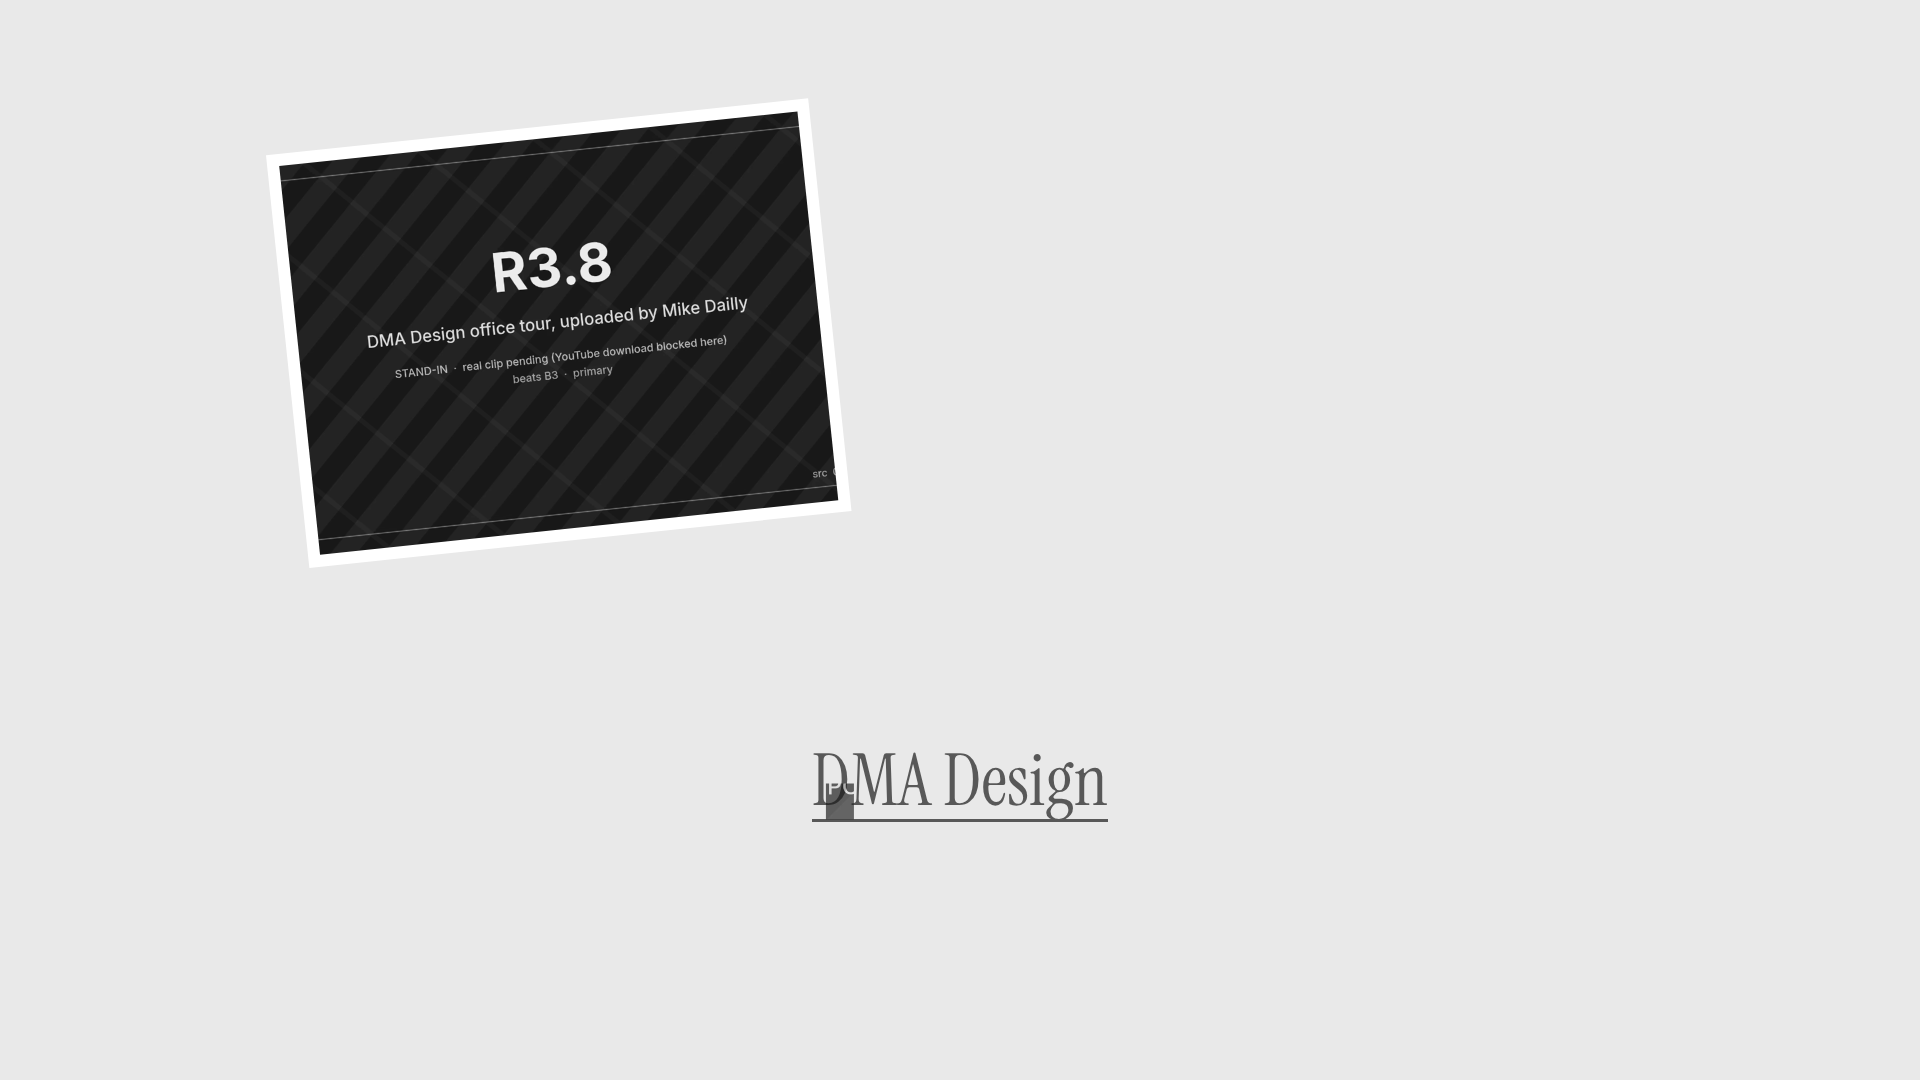 R3.8
DMA Design office tour, uploaded by Mike Dailly
STAND-IN · real clip pending (YouTube download blocked here)
beats B3 · primary
src
DMA Design